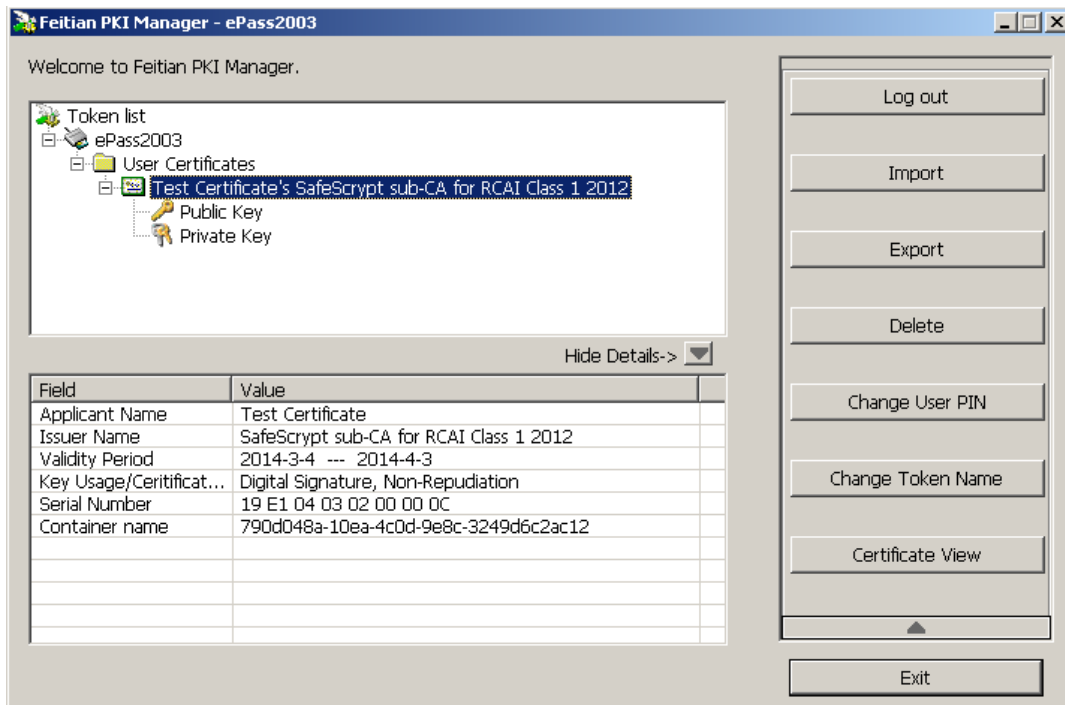 Feitian PKI Manager - ePass2003
Welcome to Feitian PKI Manager.
Token list
ePass2003
User Certificates
Test Certificate's SafeScrypt sub-CA for RCAI Class 1 2012
Public Key
Private Key
Hide Details->
Field Value
Applicant Name Test Certificate
Issuer Name SafeScrypt sub-CA for RCAI Class 1 2012
Validity Period 2014-3-4 --- 2014-4-3
Key Usage/Ceritificat... Digital Signature, Non-Repudiation
Serial Number 19 E1 04 03 02 00 00 0C
Container name 790d048a-10ea-4c0d-9e8c-3249d6c2ac12
Log out
Import
Export
Delete
Change User PIN
Change Token Name
Certificate View
Exit